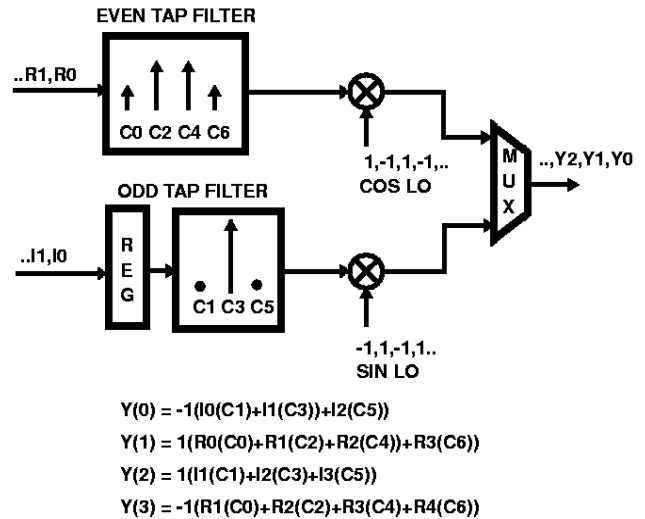 EVEN TAP FILTER
..R1,R0
C0 C2 C4 C6
1,-1,1,-1,..
COS LO
MUX
..,Y2,Y1,Y0
ODD TAP FILTER
..I1,I0
REG
C1 C3 C5
-1,1,-1,1..
SIN LO
Y(0) = -1(I0(C1)+I1(C3))+I2(C5))
Y(1) = 1(R0(C0)+R1(C2)+R2(C4))+R3(C6))
Y(2) = 1(I1(C1)+I2(C3)+I3(C5))
Y(3) = -1(R1(C0)+R2(C2)+R3(C4)+R4(C6))